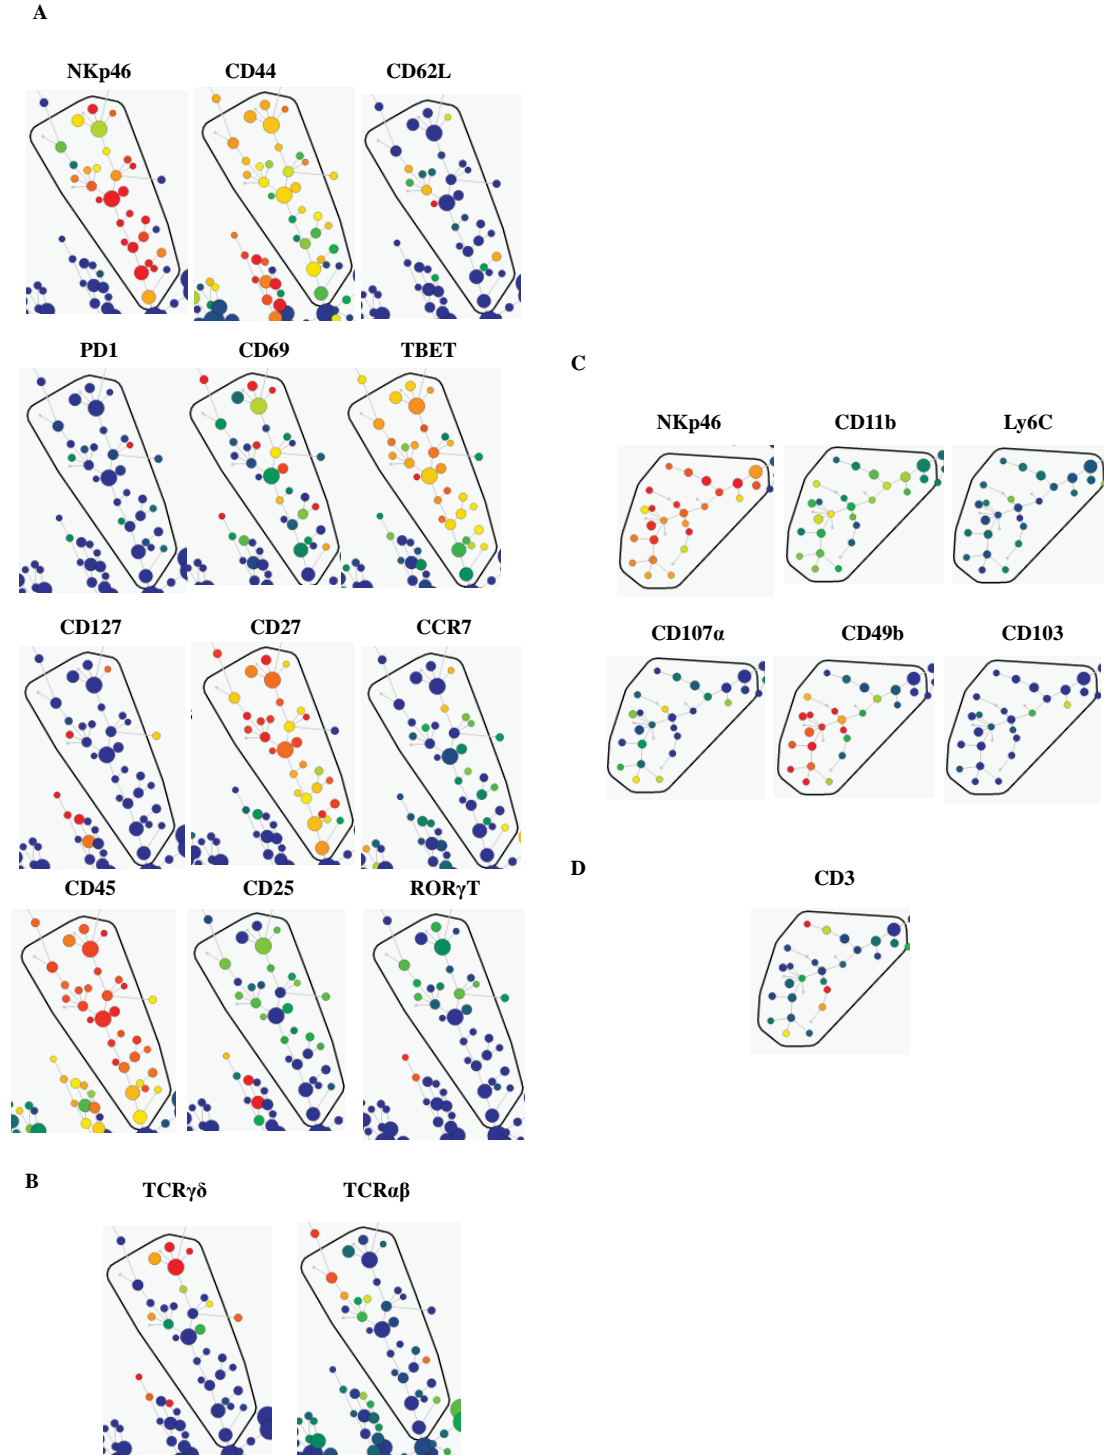 A
NKp46 CD44 CD62L
PD1 CD69 TBET
CD127 CD27 CCR7
CD45 CD25 RORγT
B
TCRγδ TCRαβ
C
NKp46 CD11b Ly6C
CD107α CD49b CD103
D
CD3